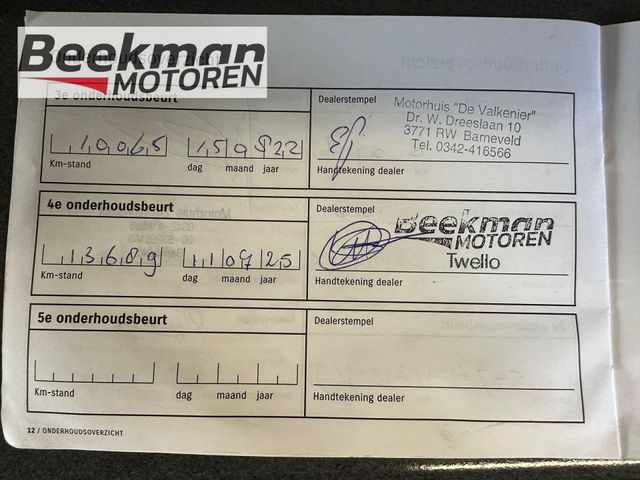 Beekman
MOTOREN
3e onderhoudsbeurt
Dealerstempel
Motorhuis "De Valkenier"
Dr. W. Dreeslaan 10
3771 RW Barneveld
Tel. 0342-416566
10065 150822
Km-stand dag maand jaar
Handtekening dealer
4e onderhoudsbeurt
Dealerstempel
Beekman
MOTOREN
Twello
13689 110725
Km-stand dag maand jaar
Handtekening dealer
5e onderhoudsbeurt
Dealerstempel
Km-stand dag maand jaar
Handtekening dealer
12 / ONDERHOUDSOVERZICHT